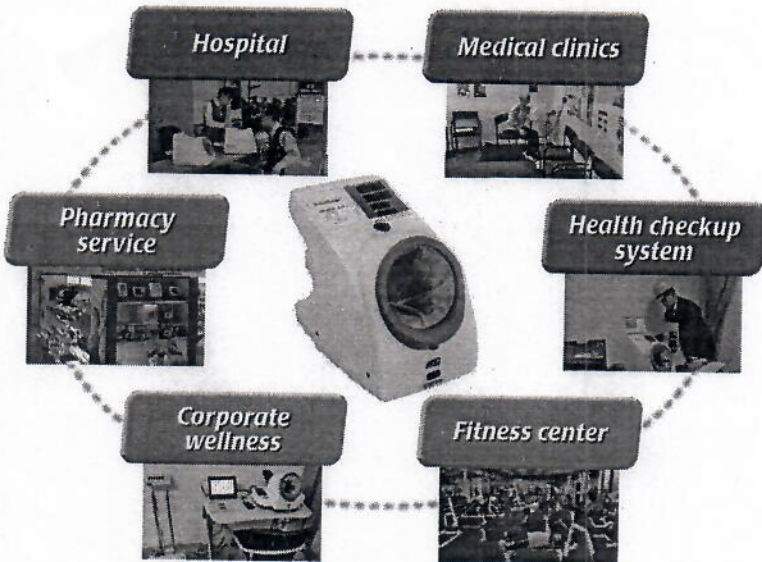 Hospital
Medical clinics
Pharmacy
service
Health checkup
system
Corporate
wellness
Fitness center